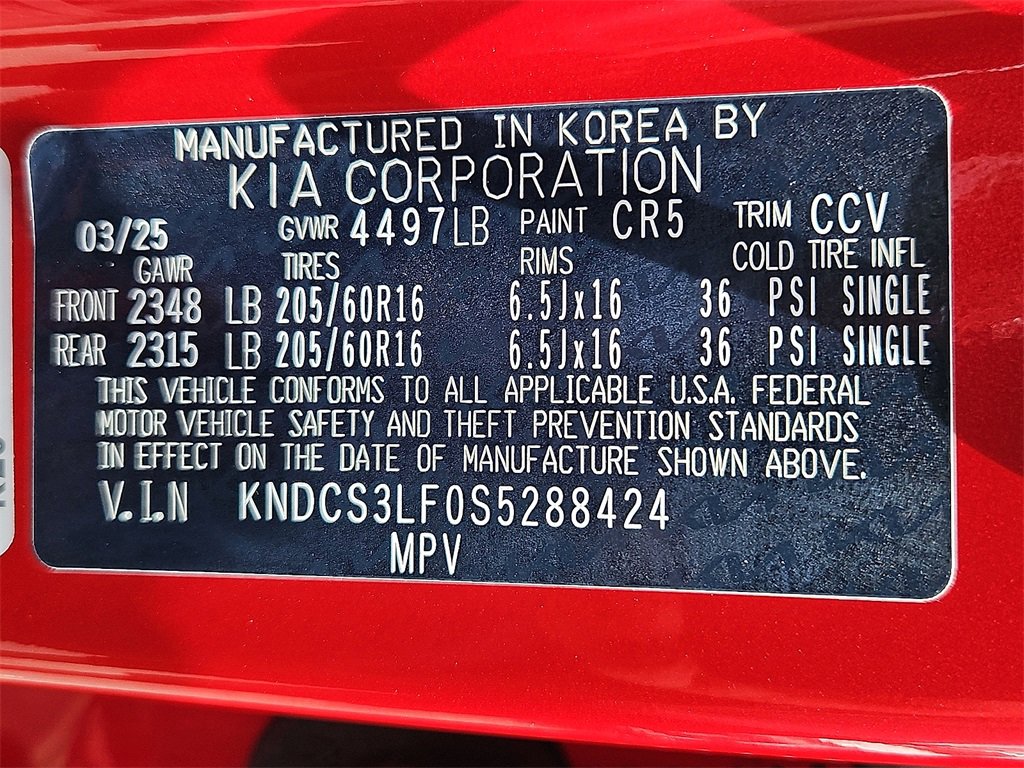 MANUFACTURED IN KOREA BY
KIA CORPORATION
03/25 GVWR 4497LB PAINT CR5 TRIM CCV
GAWR TIRES RIMS COLD TIRE INFL
FRONT 2348 LB 205/60R16 6.5Jx16 36 PSI SINGLE
REAR 2315 LB 205/60R16 6.5Jx16 36 PSI SINGLE
THIS VEHICLE CONFORMS TO ALL APPLICABLE U.S.A. FEDERAL
MOTOR VEHICLE SAFETY AND THEFT PREVENTION STANDARDS
IN EFFECT ON THE DATE OF MANUFACTURE SHOWN ABOVE.
V.I.N KNDCS3LF0S5288424
MPV